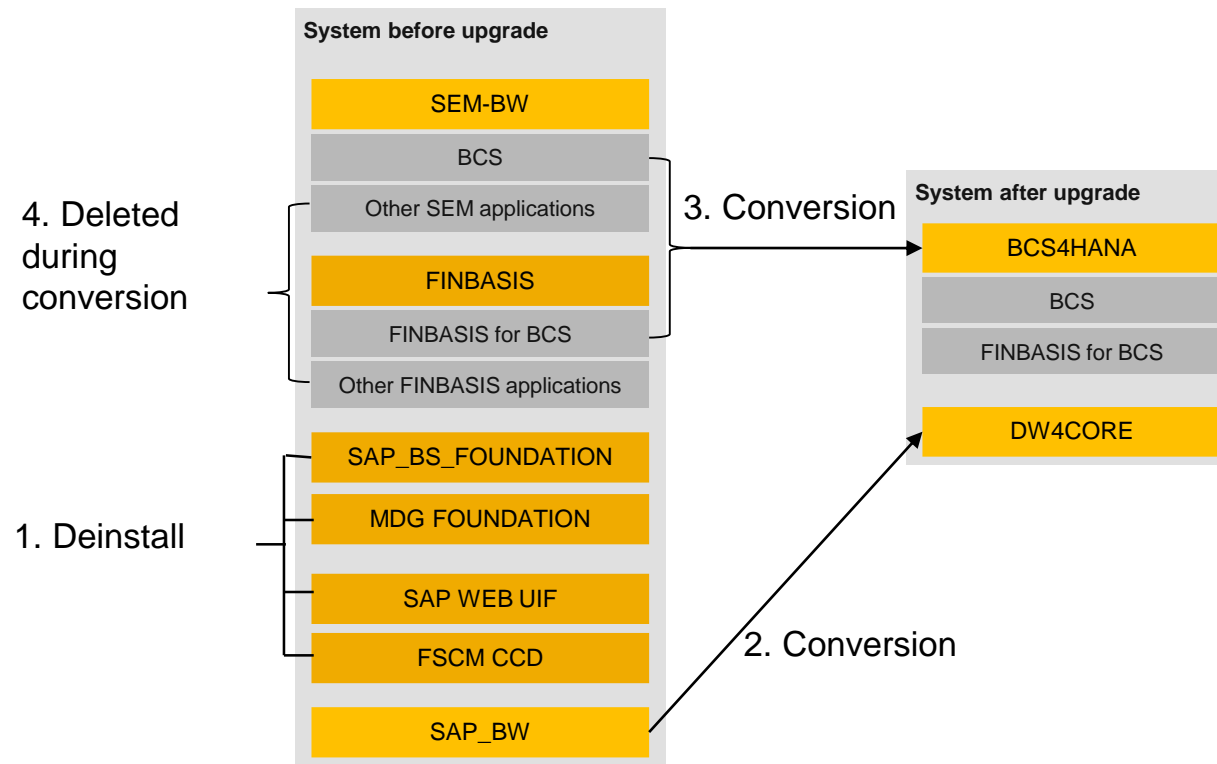 System before upgrade
SEM-BW
BCS
Other SEM applications
FINBASIS
FINBASIS for BCS
Other FINBASIS applications
SAP_BS_FOUNDATION
MDG FOUNDATION
SAP WEB UIF
FSCM CCD
SAP_BW
4. Deleted
during
conversion
1. Deinstall
3. Conversion
2. Conversion
System after upgrade
BCS4HANA
BCS
FINBASIS for BCS
DW4CORE